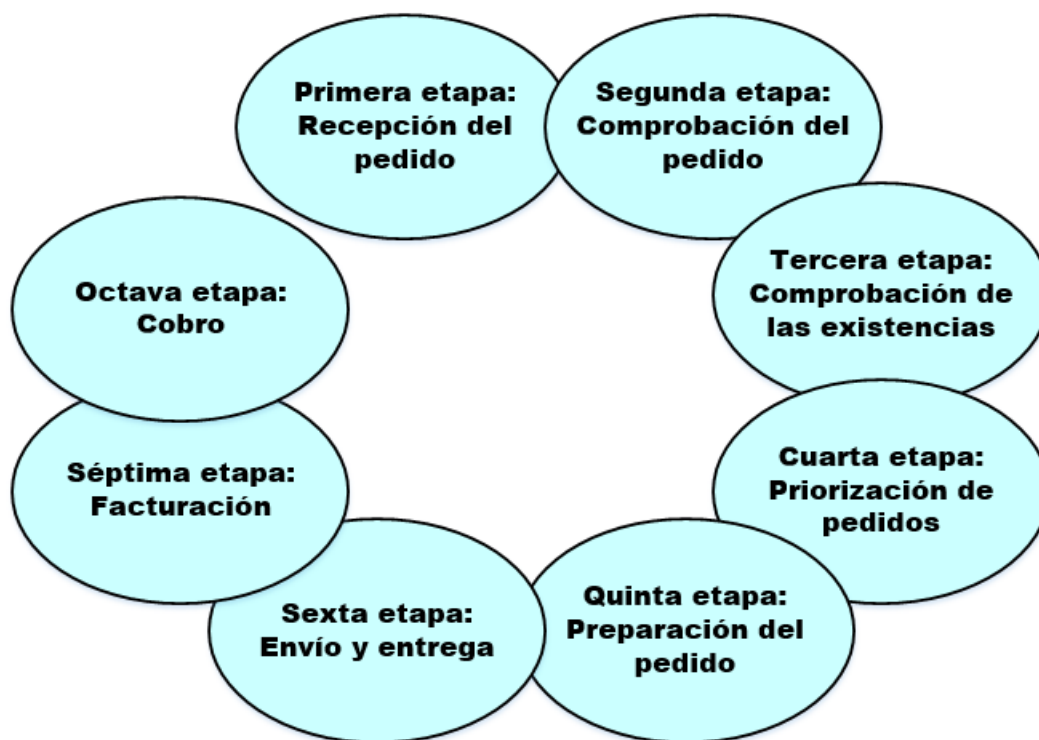 Primera etapa:
Recepción del
pedido
Segunda etapa:
Comprobación del
pedido
Tercera etapa:
Comprobación de
las existencias
Cuarta etapa:
Priorización de
pedidos
Quinta etapa:
Preparación del
pedido
Sexta etapa:
Envío y entrega
Séptima etapa:
Facturación
Octava etapa:
Cobro